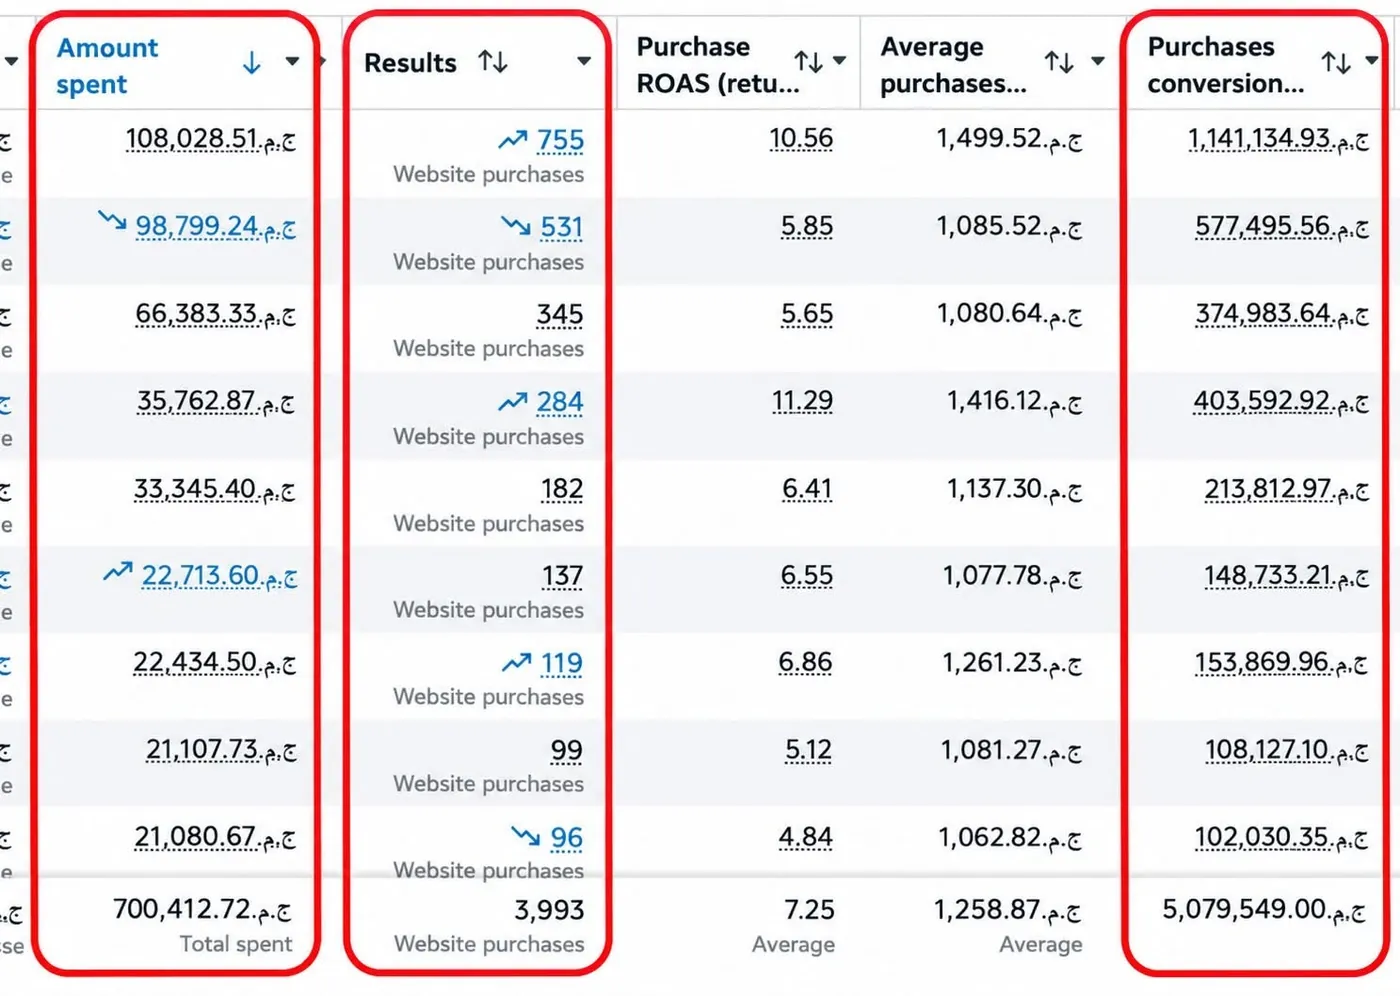 Amount spent Results Purchase ROAS (retu... Average purchases... Purchases conversion...
ج.م.108,028.51 755 10.56 ج.م.1,499.52 ج.م.1,141,134.93
Website purchases
ج.م.98,799.24 531 5.85 ج.م.1,085.52 ج.م.577,495.56
Website purchases
ج.م.66,383.33 345 5.65 ج.م.1,080.64 ج.م.374,983.64
Website purchases
ج.م.35,762.87 284 11.29 ج.م.1,416.12 ج.م.403,592.92
Website purchases
ج.م.33,345.40 182 6.41 ج.م.1,137.30 ج.م.213,812.97
Website purchases
ج.م.22,713.60 137 6.55 ج.م.1,077.78 ج.م.148,733.21
Website purchases
ج.م.22,434.50 119 6.86 ج.م.1,261.23 ج.م.153,869.96
Website purchases
ج.م.21,107.73 99 5.12 ج.م.1,081.27 ج.م.108,127.10
Website purchases
ج.م.21,080.67 96 4.84 ج.م.1,062.82 ج.م.102,030.35
Website purchases
ج.م.700,412.72 3,993 7.25 ج.م.1,258.87 ج.م.5,079,549.00
Total spent Website purchases Average Average